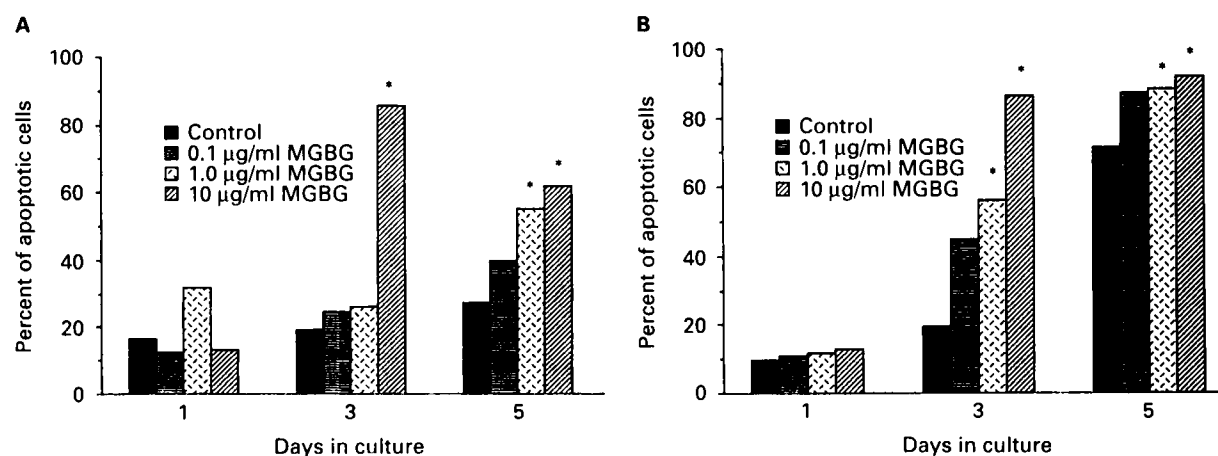 A
100
80
60
40
20
0
Percent of apoptotic cells
Control
0.1 µg/ml MGBG
1.0 µg/ml MGBG
10 µg/ml MGBG
*
*
*
1 3 5
Days in culture
B
100
80
60
40
20
0
Percent of apoptotic cells
Control
0.1 µg/ml MGBG
1.0 µg/ml MGBG
10 µg/ml MGBG
*
*
*
*
1 3 5
Days in culture